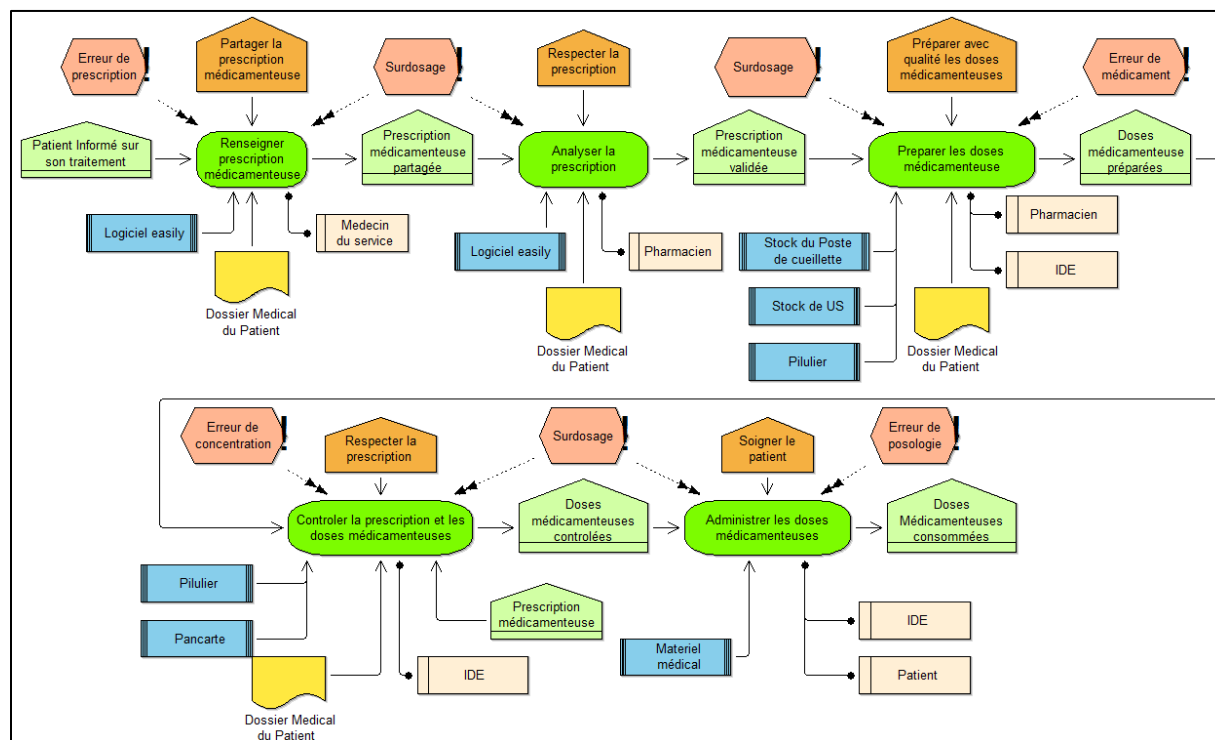 Erreur de
prescription
Partager la
prescription
médicamenteuse
Surdosage
Respecter la
prescription
Surdosage
Préparer avec
qualité les doses
médicamenteuses
Erreur de
médicament
Patient Informé sur
son traitement
Renseigner
prescription
médicamenteuse
Prescription
médicamenteuse
partagée
Analyser la
prescription
Prescription
médicamenteuse
validée
Preparer les doses
médicamenteuse
Doses
médicamenteuse
préparées
Logiciel easily
Medecin
du service
Dossier Medical
du Patient
Logiciel easily
Pharmacien
Dossier Medical
du Patient
Stock du Poste
de cueillette
Stock de US
Pilulier
Pharmacien
IDE
Dossier Medical
du Patient
Erreur de
concentration
Respecter la
prescription
Surdosage
Soigner le
patient
Erreur de
posologie
Controler la prescription et les
doses médicamenteuses
Doses
médicamenteuses
controlées
Administrer les doses
médicamenteuses
Doses
Médicamenteuses
consommées
Pilulier
Pancarte
Dossier Medical
du Patient
IDE
Prescription
médicamenteuse
Materiel
médical
IDE
Patient